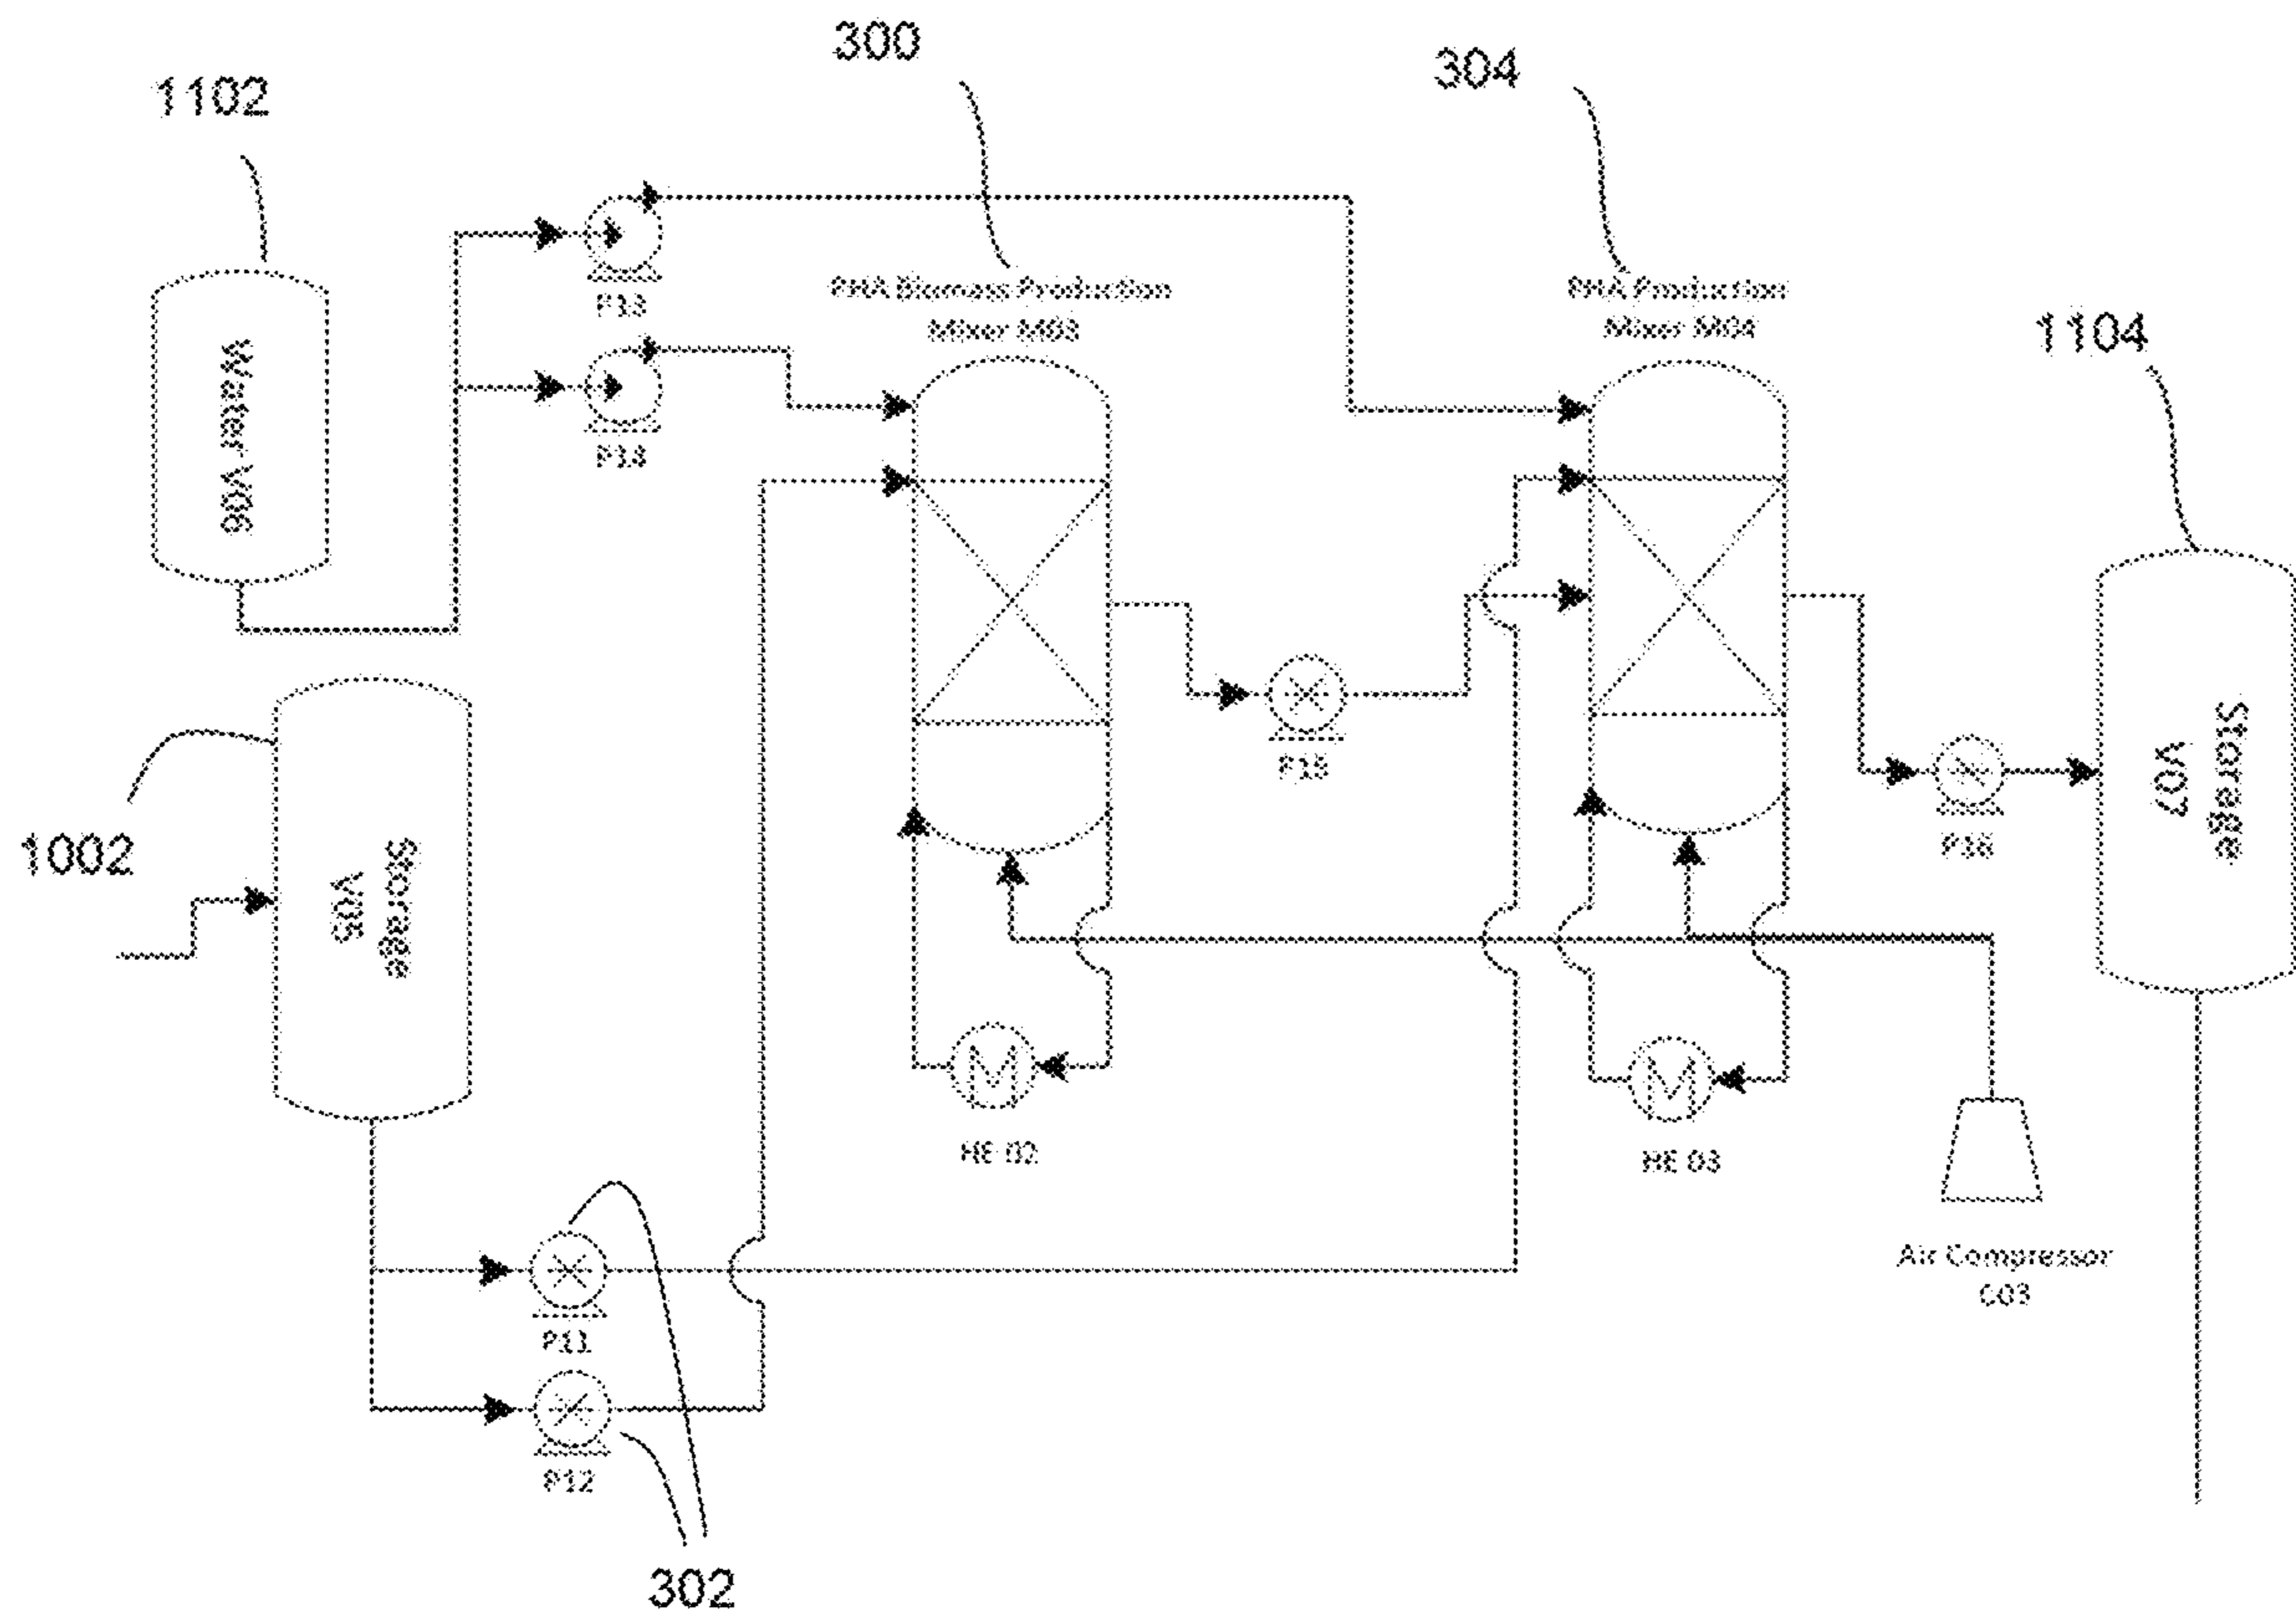 300
304
1102
P13
PHA Biomass Production
Mixer M03
PHA Production
Mixer M04
1104
Water V06
P14
P15
Storage
V07
P16
1002
Storage
V05
HE 02
HE 03
Air Compressor
C03
P11
P12
302